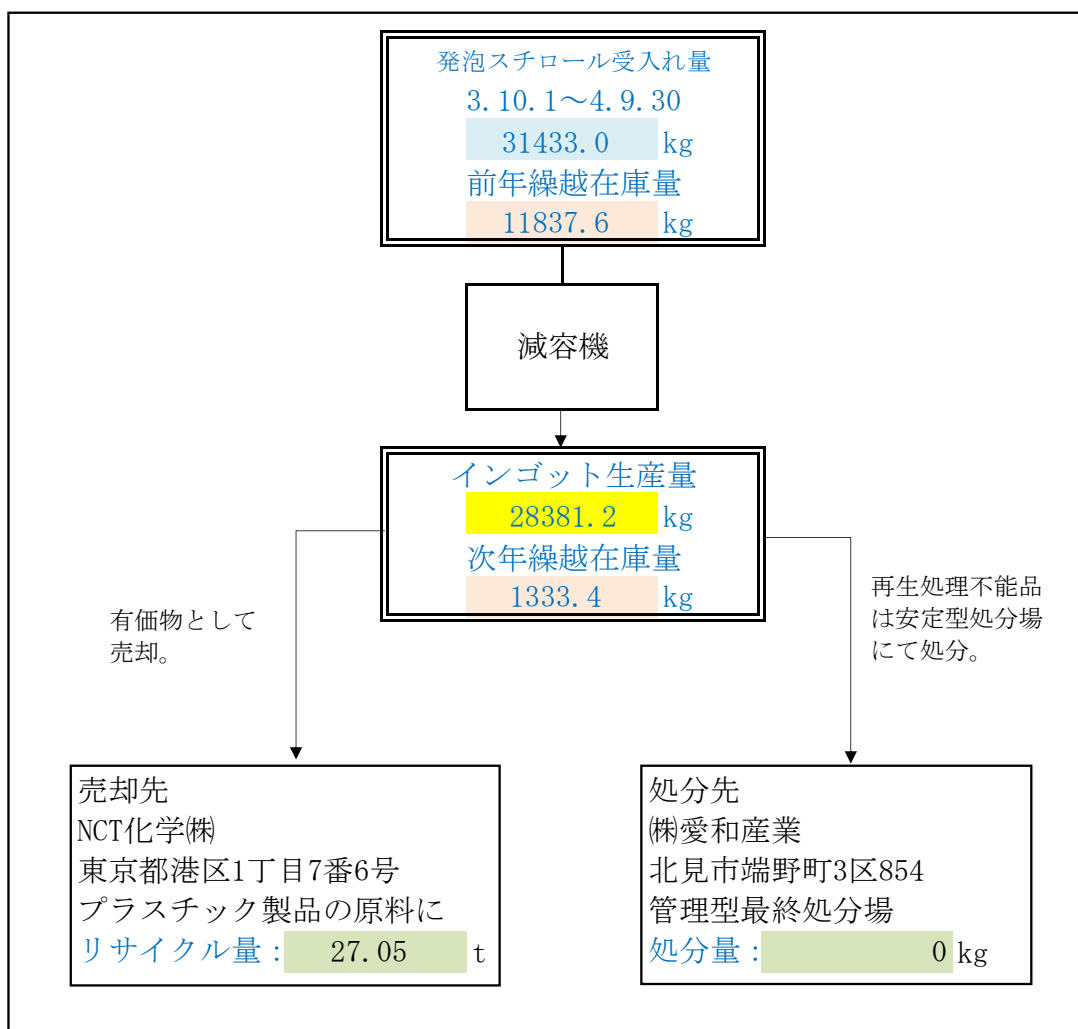 発泡スチロール受入れ量
3.10.1～4.9.30
31433.0 kg
前年繰越在庫量
11837.6 kg
減容機
インゴット生産量
28381.2 kg
次年繰越在庫量
1333.4 kg
有価物として
売却。
再生処理不能品
は安定型処分場
にて処分。
売却先
NCT化学㈱
東京都港区1丁目7番6号
プラスチック製品の原料に
リサイクル量： 27.05 t
処分先
㈱愛和産業
北見市端野町3区854
管理型最終処分場
処分量： 0 kg